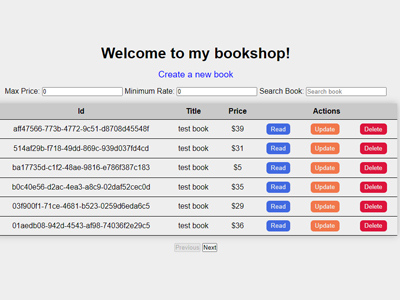 Welcome to my bookshop!
Create a new book
Max Price: 0 Minimum Rate: 0 Search Book: Search book
Id Title Price Actions
aff47566-773b-4772-9c51-d8708d45548f test book $39 Read Update Delete
514af29b-f718-49dd-869c-939d037fd4cd test book $31 Read Update Delete
ba17735d-c1f2-48ae-9816-e786f387c183 test book $5 Read Update Delete
b0c40e56-d2ac-4ea3-a8c9-02daf52cec0d test book $35 Read Update Delete
03f900f1-71ce-4681-b523-0259d6eda6c5 test book $29 Read Update Delete
01aedb08-942d-4543-af98-74036f2e29c5 test book $36 Read Update Delete
Previous Next